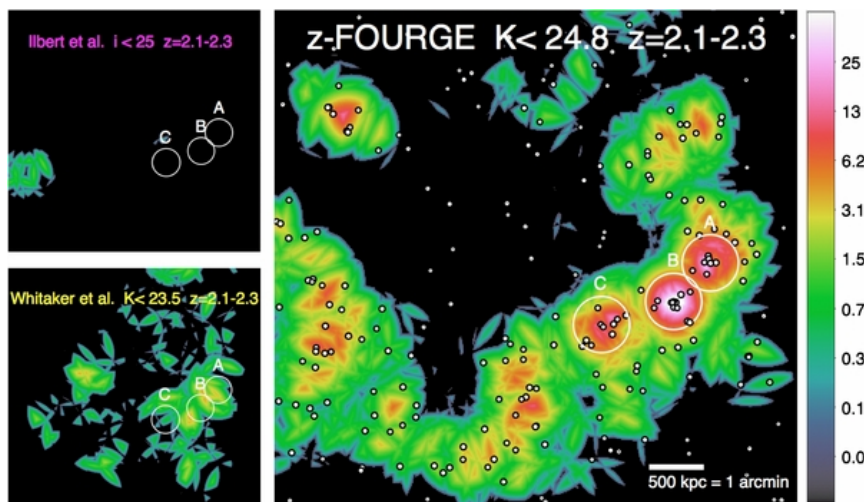 Ilbert et al. i < 25 z=2.1-2.3
A
B
C
Whitaker et al. K< 23.5 z=2.1-2.3
A
B
C
z-FOURGE K< 24.8 z=2.1-2.3
A
B
C
500 kpc = 1 arcmin
25
13
6.2
3.1
1.5
0.7
0.3
0.1
0.0